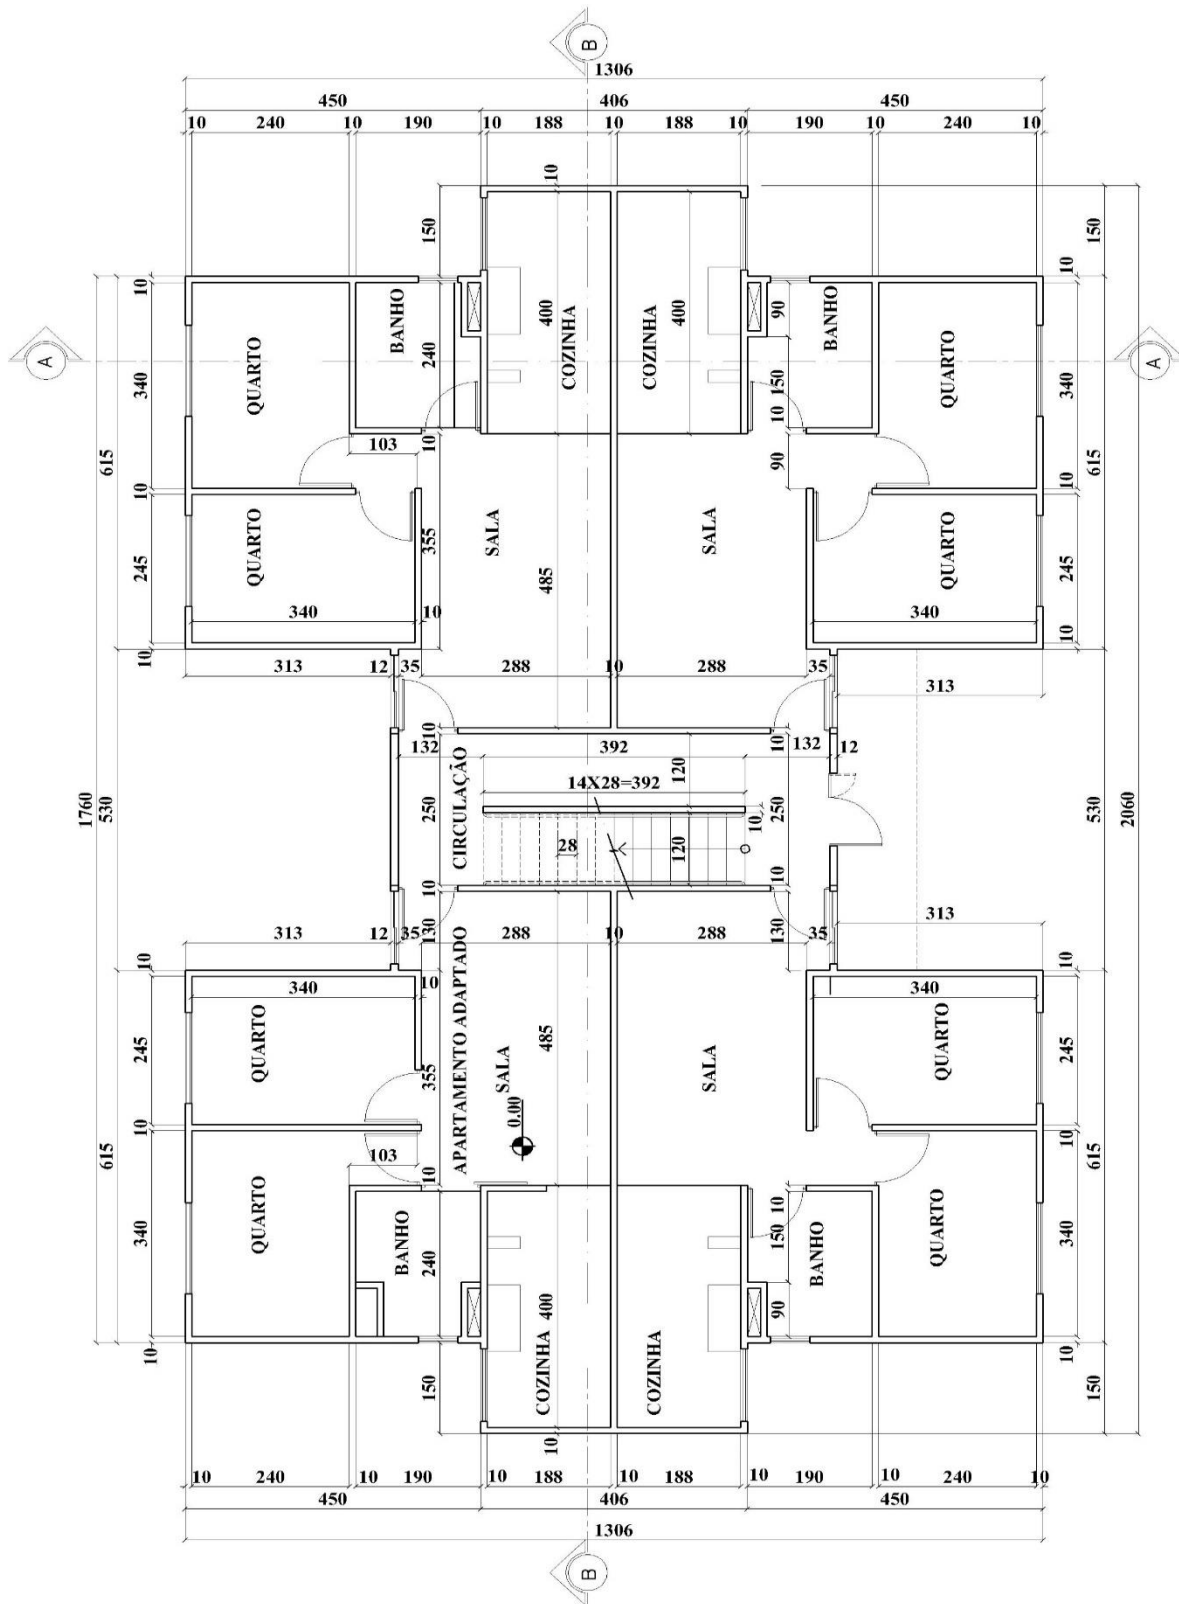 B
1306
450 406 450
10 240 10 190 10 188 10 188 10 190 10 240 10
10
150 150
10 10
A A
QUARTO BANHO COZINHA COZINHA BANHO QUARTO
340 240 400 400 90 150 340
103 10 10 90
615 615
10 10
QUARTO SALA SALA QUARTO
245 355 485 245
340 10 340
10 10
313 12 35 288 10 288 35
313
10 10
132 392 132 12
CIRCULAÇÃO
14X28=392
120
1760 530 250 28 120 10 250 530 2060
10 10
313
313 12 35 130 288 10 288 130 35
10 10
340 10 340
APARTAMENTO ADAPTADO
QUARTO SALA SALA QUARTO
245 355 485 245
0.00
10 10
103 10 10
615 615
QUARTO BANHO BANHO QUARTO
340 240 150 340
90
COZINHA 400 COZINHA
10 10
150 150
10
10 240 10 190 10 188 10 188 10 190 10 240 10
450 406 450
1306
B